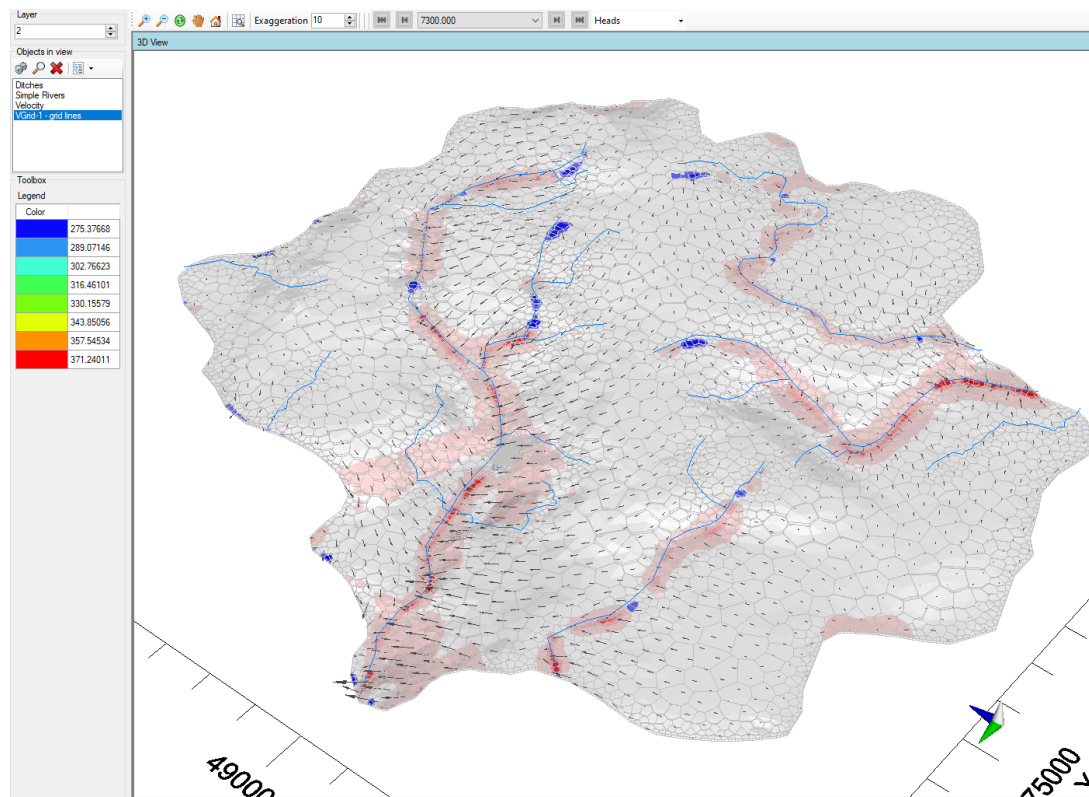 Layer
2
Exaggeration 10 7300.000 Heads
3D View
Objects in view
Ditches
Simple Rivers
Velocity
VGrid-1 - grid lines
Toolbox
Legend
Color
275.37668
289.07146
302.76623
316.46101
330.15579
343.85056
357.54534
371.24011